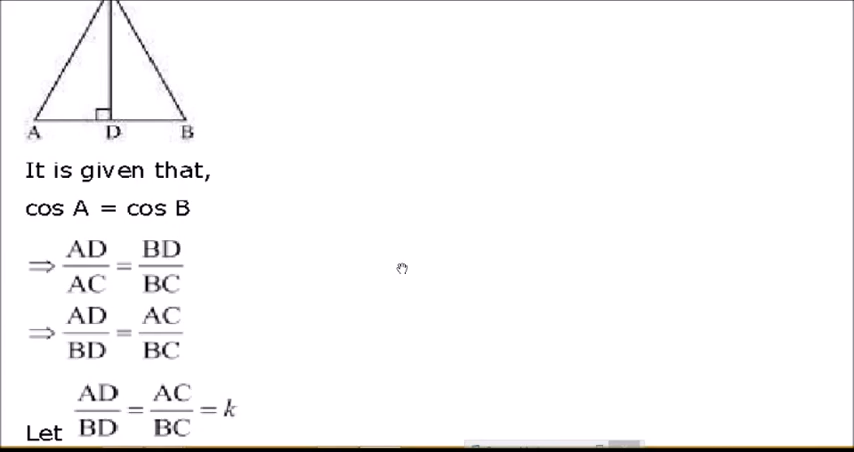 A D B
It is given that,
cos A = cos B
⇒ AD/AC = BD/BC
⇒ AD/BD = AC/BC
Let AD/BD = AC/BC = k